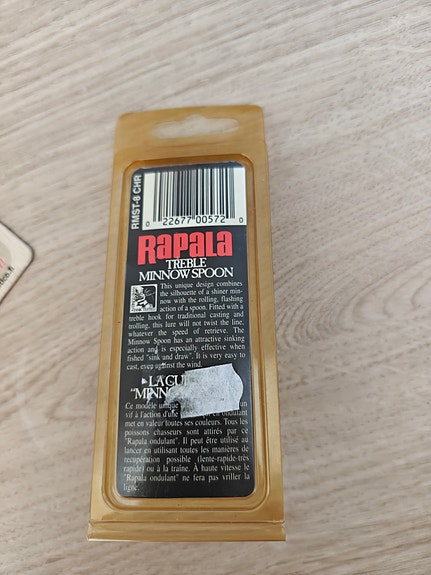 RMST-8 CHR
0 22677 00572 0
Rapala
TREBLE
MINNOW SPOON
This unique design combines
the silhouette of a shiner min-
now with the rolling, flashing
action of a spoon. Fitted with a
treble hook for traditional casting and
trolling, this lure will not twist the line,
whatever the speed of retrieve. The
Minnow Spoon has an attractive sinking
action and is especially effective when
fished "sink and draw". It is very easy to
cast, even against the wind.
LA CUI
"MINNO
Ce modèle unique un
vif à l'action d'une ondulant
met en valeur toutes ses couleurs. Tous les
poissons chasseurs sont attirés par ce
"Rapala ondulant". Il peut être utilisé au
lancer en utilisant toutes les manières de
recupération possible (lente-rapide-très
rapide) ou à la traîne. À haute vitesse le
"Rapala ondulant" ne fera pas vriller la
ligne.